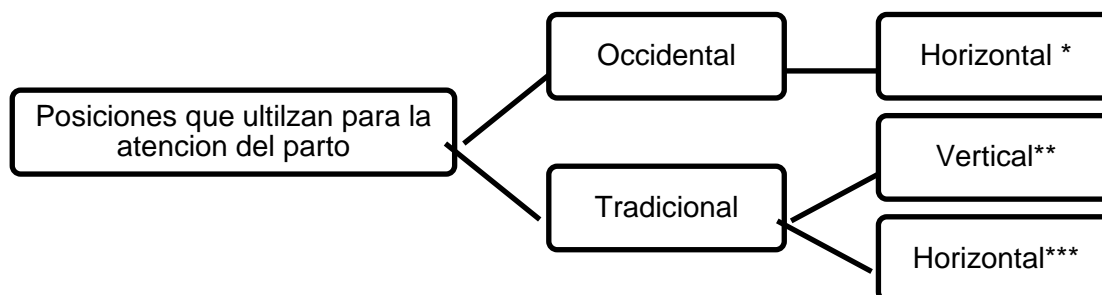 Posiciones que ultilzan para la
atencion del parto
Occidental
Horizontal *
Tradicional
Vertical**
Horizontal***